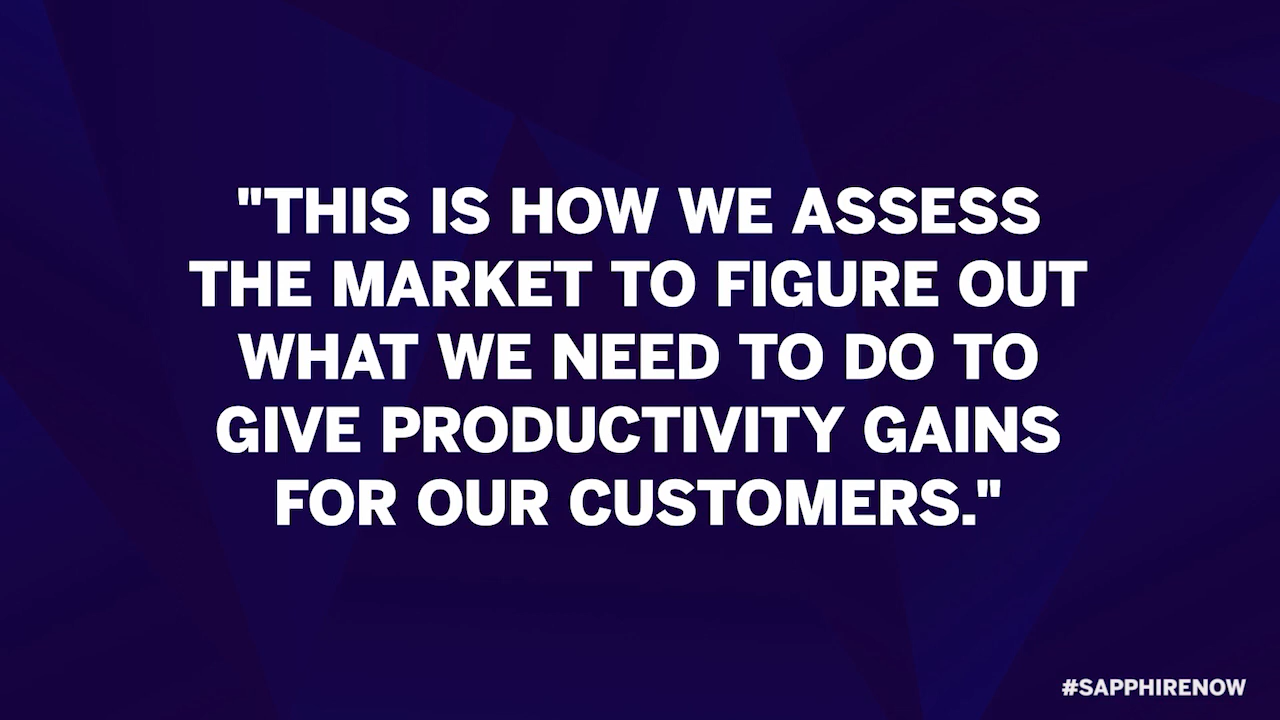 "THIS IS HOW WE ASSESS
THE MARKET TO FIGURE OUT
WHAT WE NEED TO DO TO
GIVE PRODUCTIVITY GAINS
FOR OUR CUSTOMERS."
#SAPPHIRENOW